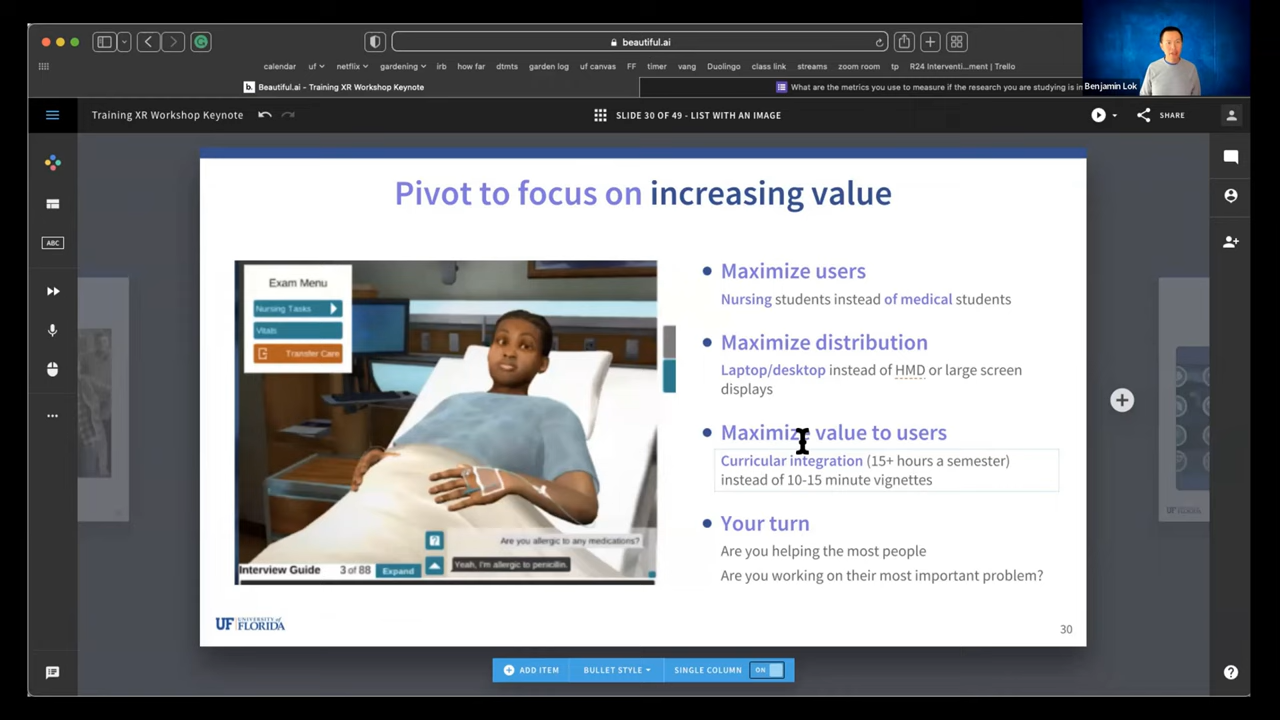 beautiful.ai
calendar uf netflix gardening irb how far dtmts garden log uf canvas FF timer vang Duolingo class link streams zoom room tp R24 Interventi...ment | Trello
b. Beautiful.ai - Training XR Workshop Keynote
What are the metrics you use to measure if the research you are studying is in
Benjamin Lok
Training XR Workshop Keynote
SLIDE 30 OF 49 - LIST WITH AN IMAGE
SHARE
ABC
Pivot to focus on increasing value
Exam Menu
Nursing Tasks
Vitals
Transfer Care
Are you allergic to any medications?
Yeah, I'm allergic to penicillin.
Interview Guide 3 of 88 Expand
Maximize users
Nursing students instead of medical students
Maximize distribution
Laptop/desktop instead of HMD or large screen
displays
Maximize value to users
Curricular integration (15+ hours a semester)
instead of 10-15 minute vignettes
Your turn
Are you helping the most people
Are you working on their most important problem?
UF UNIVERSITY of
FLORIDA
30
ADD ITEM BULLET STYLE SINGLE COLUMN ON